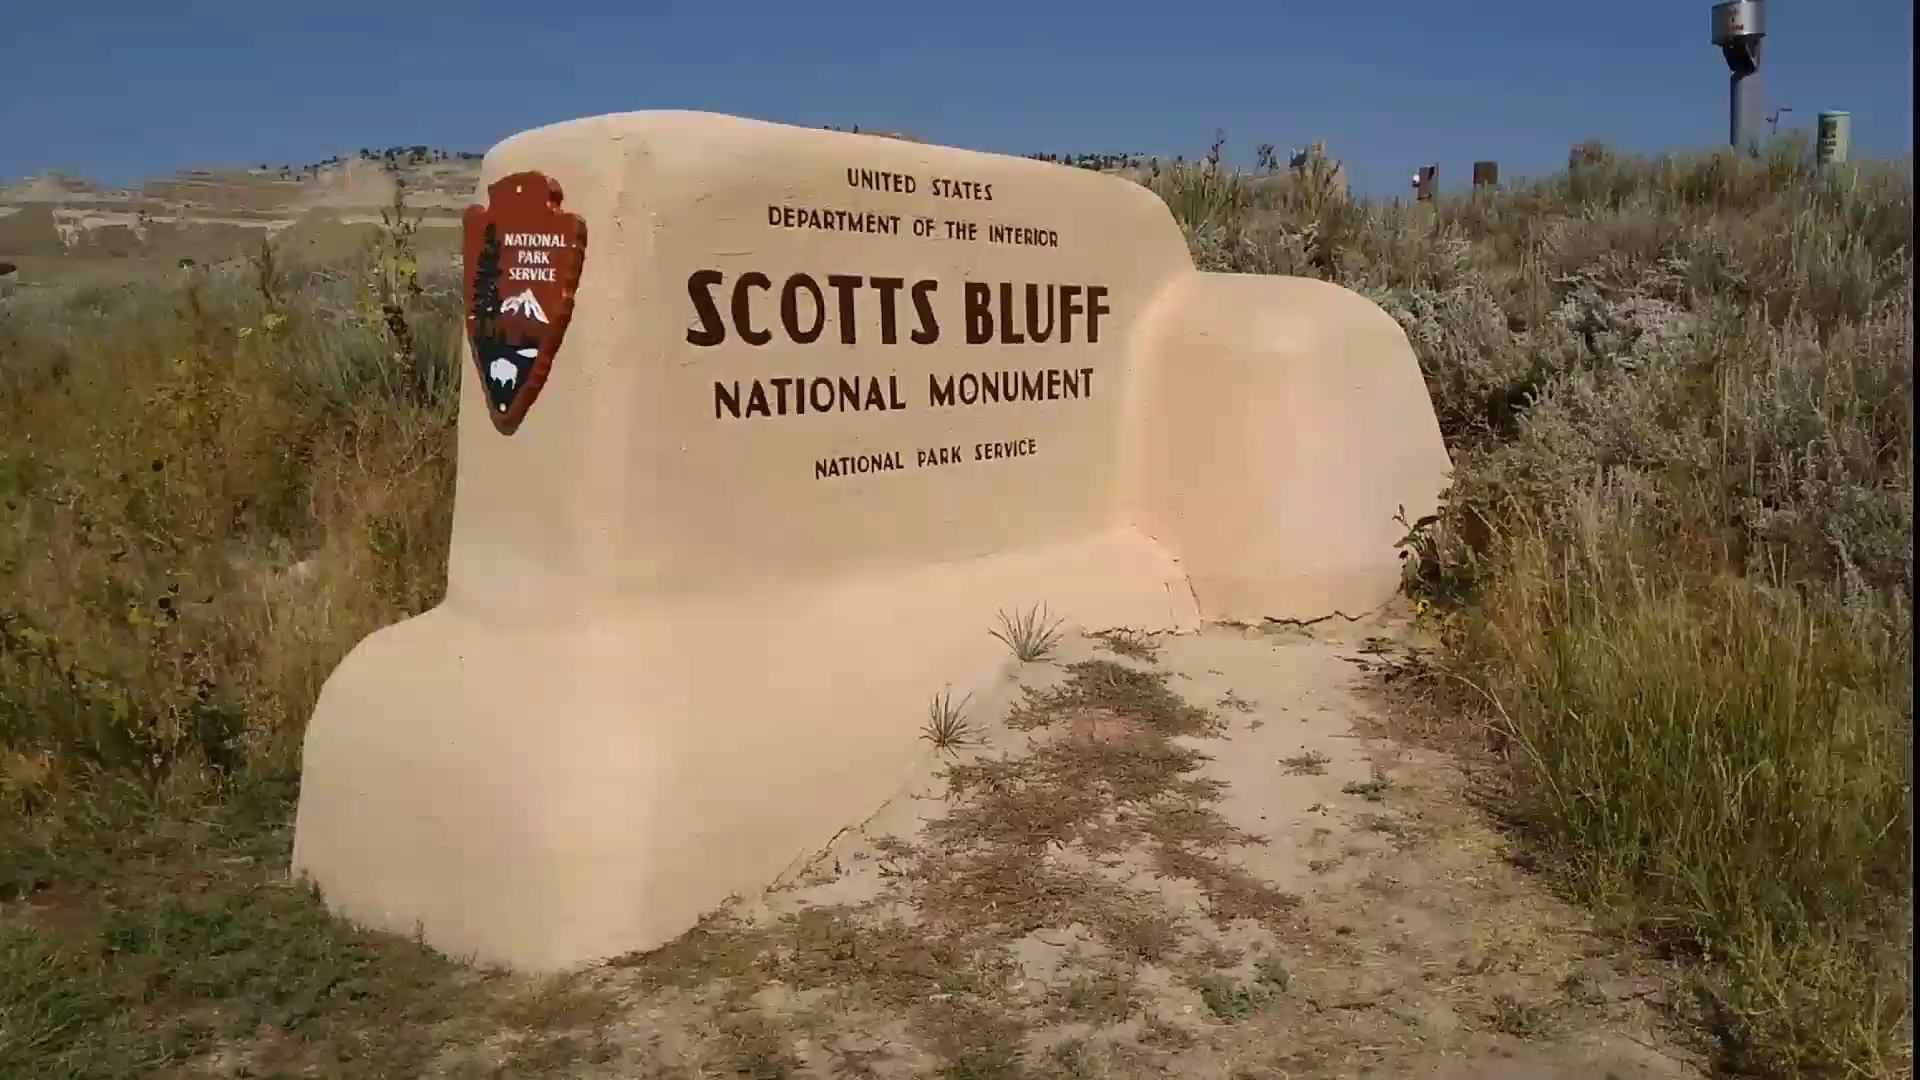 UNITED STATES
DEPARTMENT OF THE INTERIOR
SCOTTS BLUFF
NATIONAL MONUMENT
NATIONAL PARK SERVICE
NATIONAL
PARK
SERVICE